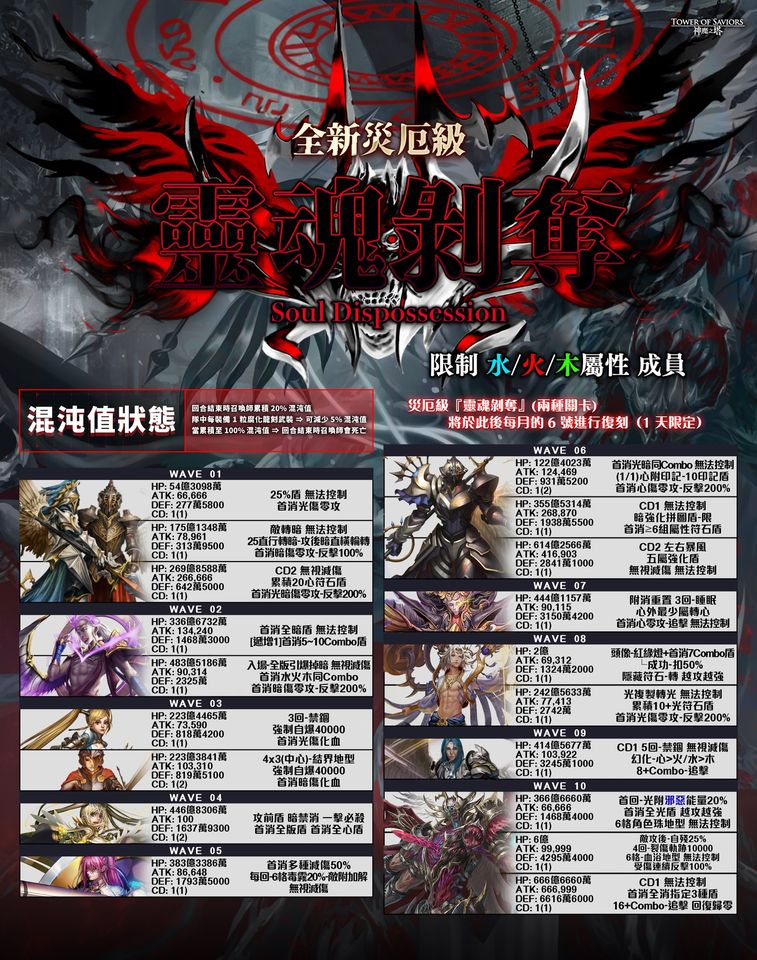 TOWER OF SAVIORS
神魔之塔
全新災厄級
靈魂剝奪
Soul Dispossession
限制 水/火/木屬性 成員
混沌值狀態
回合結束時召喚師累積 20% 混沌值
隊中每裝備 1 粒腐化龍刻武裝 ⇒ 可減少 5% 混沌值
當累積至 100% 混沌值 ⇒ 回合結束時召喚師會死亡
災厄級『靈魂剝奪』(兩種關卡)
將於此後每月的 6 號進行復刻（1 天限定）
WAVE 01
HP: 54億3098萬
ATK: 66,666
DEF: 277萬5800
CD: 1(1)
25%盾 無法控制
首消光傷零攻
HP: 175億1348萬
ATK: 78,961
DEF: 313萬9500
CD: 1(1)
敵轉暗 無法控制
25直行轉暗-攻後暗直橫輪轉
首消暗傷零攻-反擊100%
HP: 269億8588萬
ATK: 266,666
DEF: 642萬5000
CD: 1(1)
CD2 無視減傷
累積20心符石盾
首消光暗傷零攻-反擊200%
WAVE 02
HP: 336億6732萬
ATK: 134,240
DEF: 1468萬3000
CD: 1(1)
首消全暗盾 無法控制
[遞增1]首消5~10Combo盾
HP: 483億5186萬
ATK: 90,314
DEF: 2325萬
CD: 1(1)
入場-全版引爆掉暗 無視減傷
首消水火木同Combo
首消暗傷零攻-反擊200%
WAVE 03
HP: 223億4465萬
ATK: 73,590
DEF: 818萬4200
CD: 1(1)
3回-禁錮
強制自爆40000
首消光傷化血
HP: 223億3841萬
ATK: 103,310
DEF: 819萬5100
CD: 1(2)
4x3(中心)-結界地型
強制自爆40000
首消暗傷化血
WAVE 04
HP: 446億8306萬
ATK: 100
DEF: 1637萬9300
CD: 1(2)
攻前盾 暗禁消 一擊必殺
首消全版盾 首消全心盾
WAVE 05
HP: 383億3386萬
ATK: 86,648
DEF: 1793萬5000
CD: 1(1)
首消多種減傷50%
每回-6格毒霧20%-敵附加解
無視減傷
WAVE 06
HP: 122億4023萬
ATK: 124,469
DEF: 931萬5200
CD: 1(2)
首消光暗同Combo 無法控制
(1/1)心附印記-10印記盾
首消心傷零攻-反擊200%
HP: 355億5314萬
ATK: 263,870
DEF: 1938萬5500
CD: 1(1)
CD1 無法控制
暗強化拼圖盾-限
首消≥6組屬性符石盾
HP: 614億2566萬
ATK: 416,903
DEF: 2841萬1000
CD: 1(1)
CD2 左右暴風
五屬強化盾
無視減傷 無法控制
WAVE 07
HP: 444億1157萬
ATK: 90,115
DEF: 3150萬4200
CD: 1(1)
附消重置 3回-睡眠
心外最少屬轉心
首消心零攻-追擊 無法控制
WAVE 08
HP: 2億
ATK: 69,312
DEF: 1324萬2000
CD: 1(1)
頭像-紅綠燈+首消7Combo盾
└成功-扣50%
隱藏符石-轉 越攻越強
HP: 242億5633萬
ATK: 77,413
DEF: 2742萬
CD: 1(1)
光複製轉光 無法控制
累積10+光符石盾
首消光傷零攻-反擊200%
WAVE 09
HP: 414億5677萬
ATK: 103,922
DEF: 3245萬1000
CD: 1(1)
CD1 5回-禁錮 無視減傷
幻化-心>火/水>木
8+Combo-追擊
WAVE 10
HP: 366億6660萬
ATK: 66,666
DEF: 1468萬4000
CD: 1(1)
首回-光附邪惡能量20%
首消全光盾 越攻越強
6格角色珠地型 無法控制
HP: 6億
ATK: 99,999
DEF: 4295萬4000
CD: 1(1)
敵攻後-自殘25%
4回-裂傷軌跡10000
6格-血浴地型 無法控制
受傷連續反擊100%
HP: 666億6660萬
ATK: 666,999
DEF: 6616萬6000
CD: 1(1)
CD1 無法控制
首消全消指定3種盾
16+Combo-追擊 回復歸零